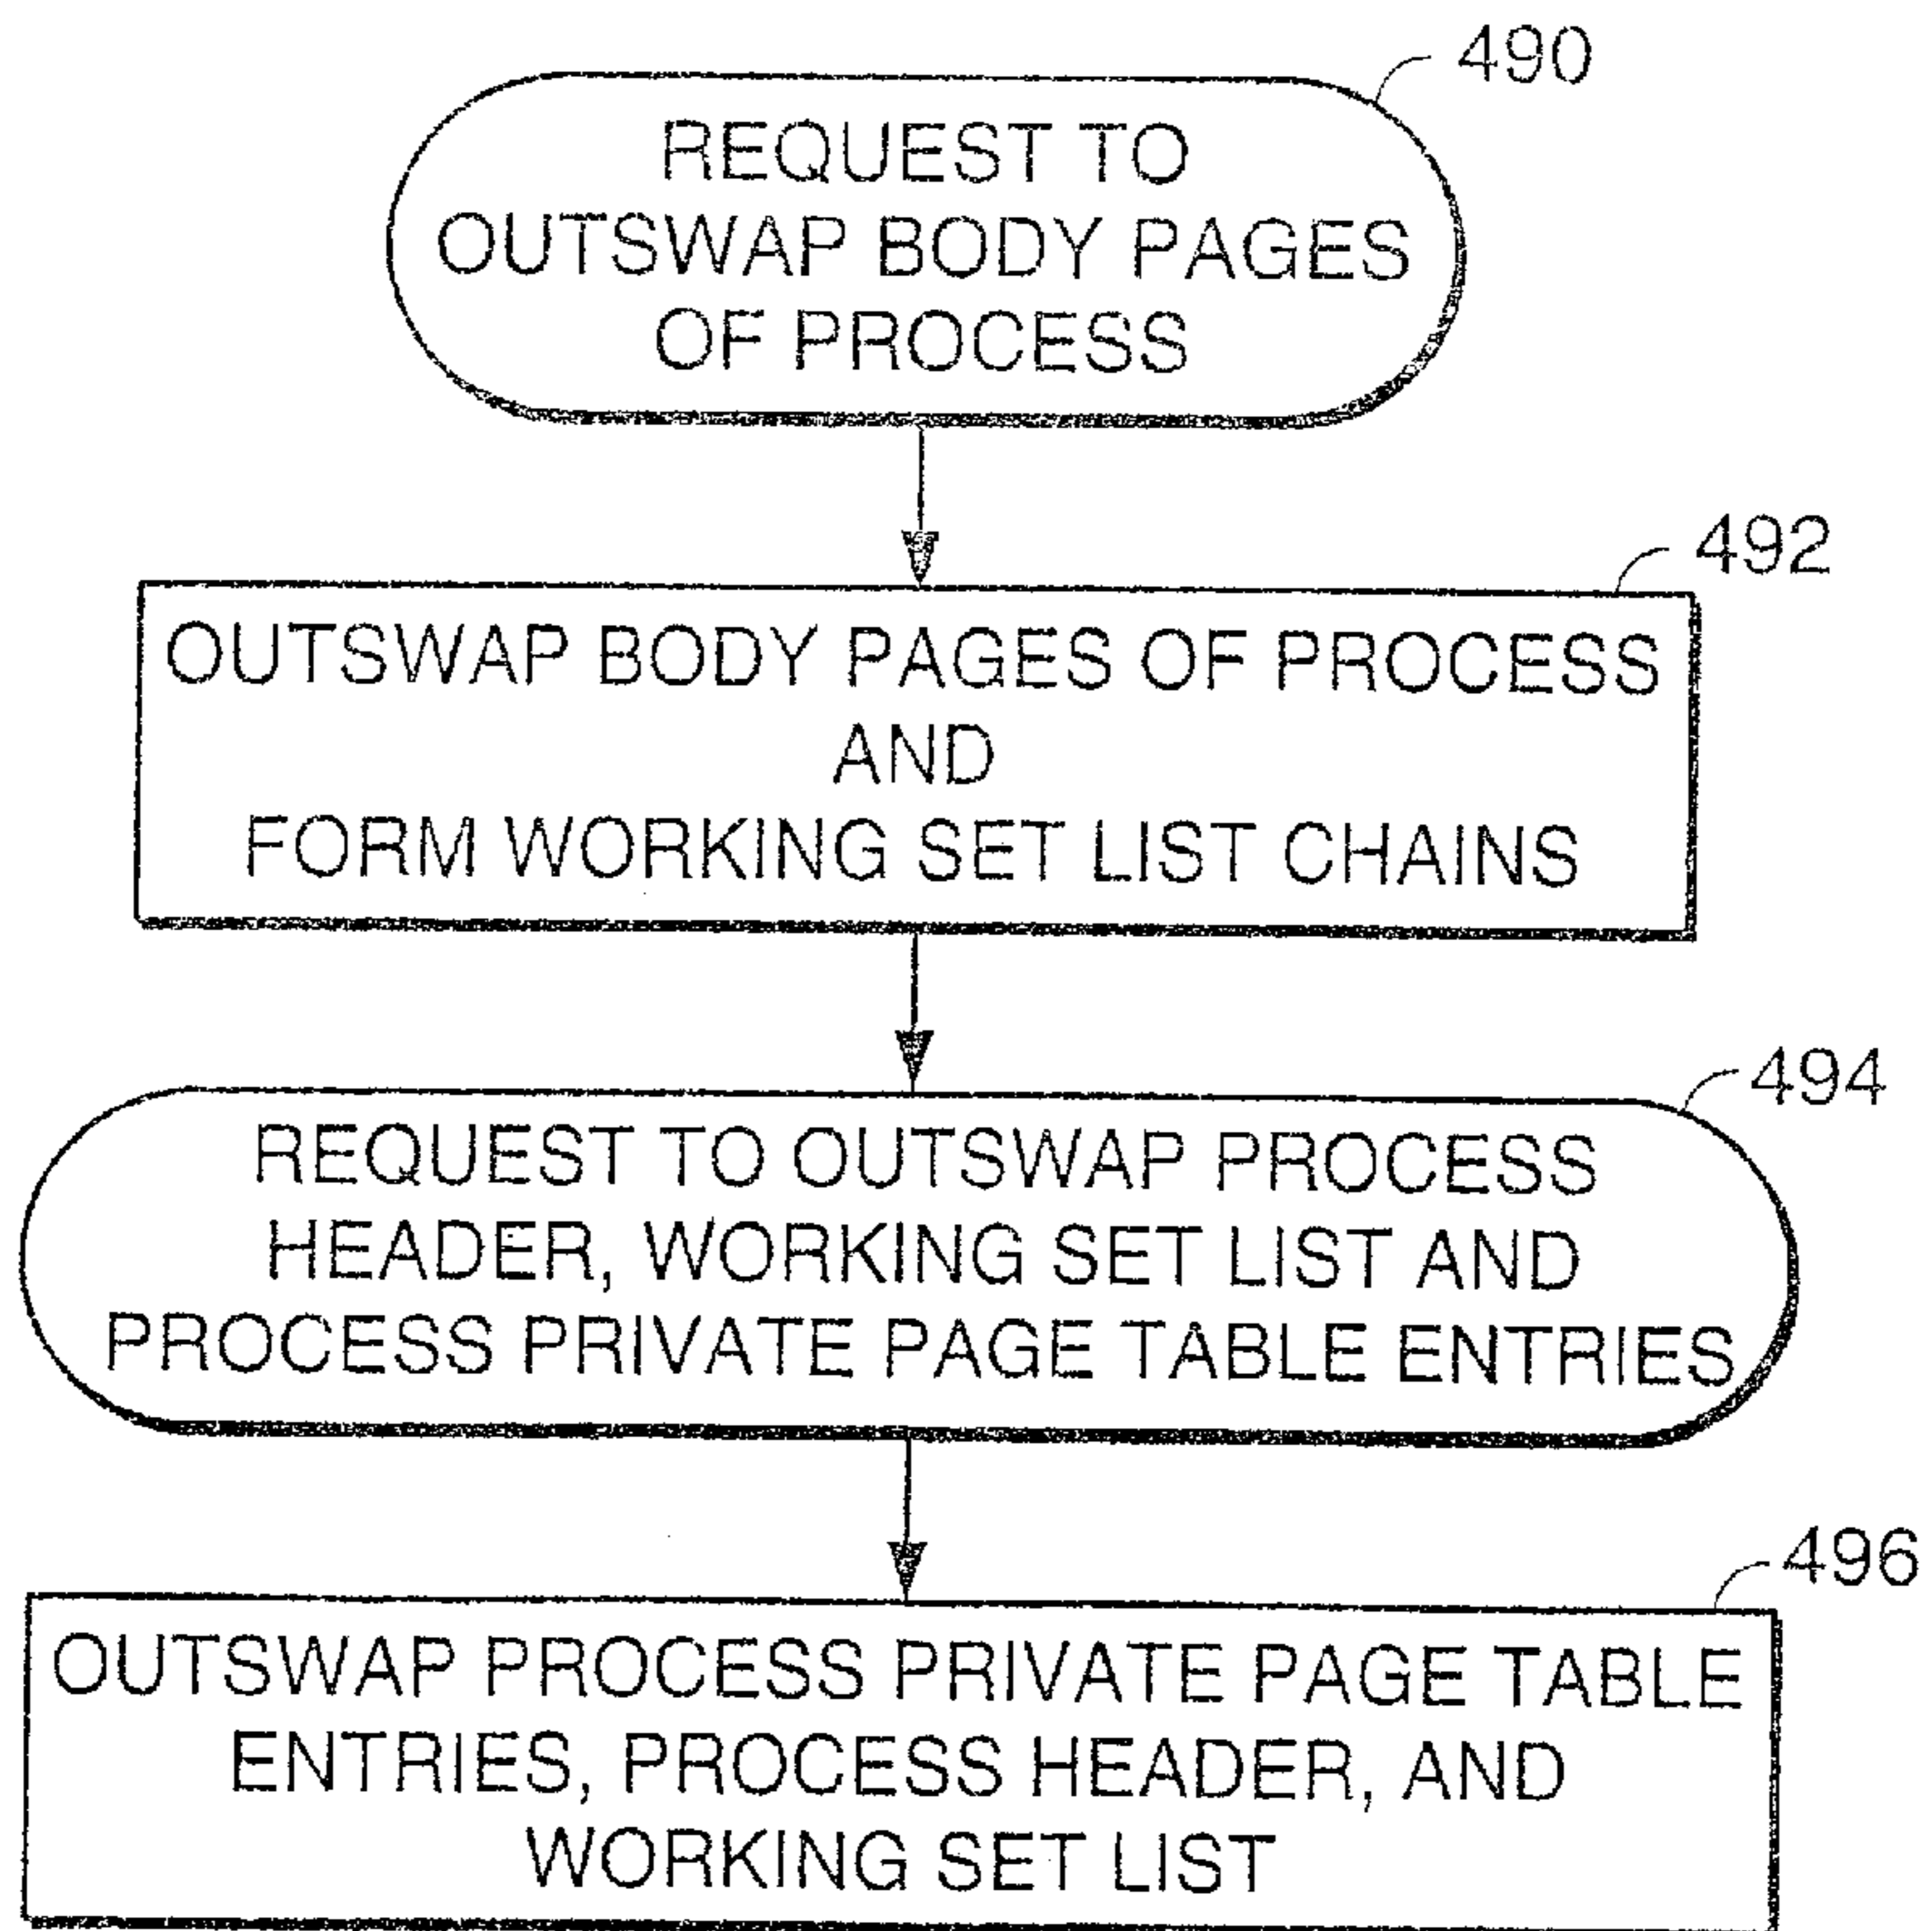 490
REQUEST TO
OUTSWAP BODY PAGES
OF PROCESS
492
OUTSWAP BODY PAGES OF PROCESS
AND
FORM WORKING SET LIST CHAINS
494
REQUEST TO OUTSWAP PROCESS
HEADER, WORKING SET LIST AND
PROCESS PRIVATE PAGE TABLE ENTRIES
496
OUTSWAP PROCESS PRIVATE PAGE TABLE
ENTRIES, PROCESS HEADER, AND
WORKING SET LIST